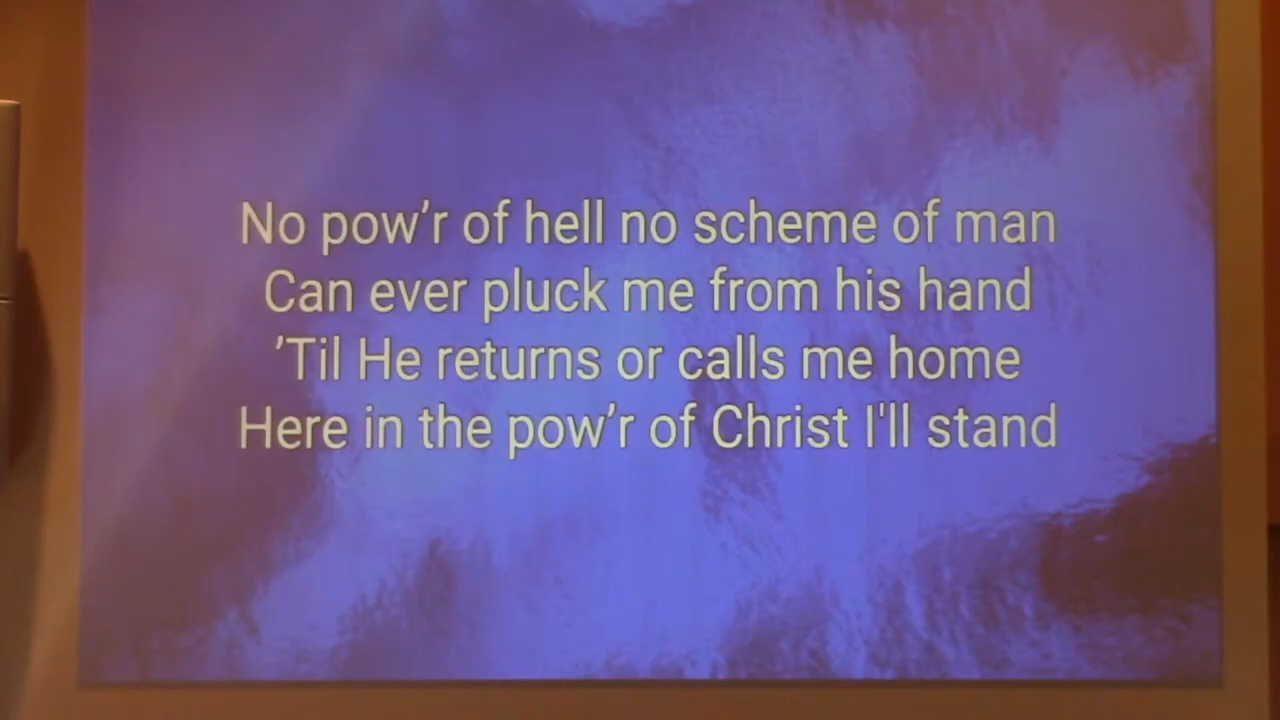 No pow’r of hell no scheme of man
Can ever pluck me from his hand
’Til He returns or calls me home
Here in the pow’r of Christ I'll stand